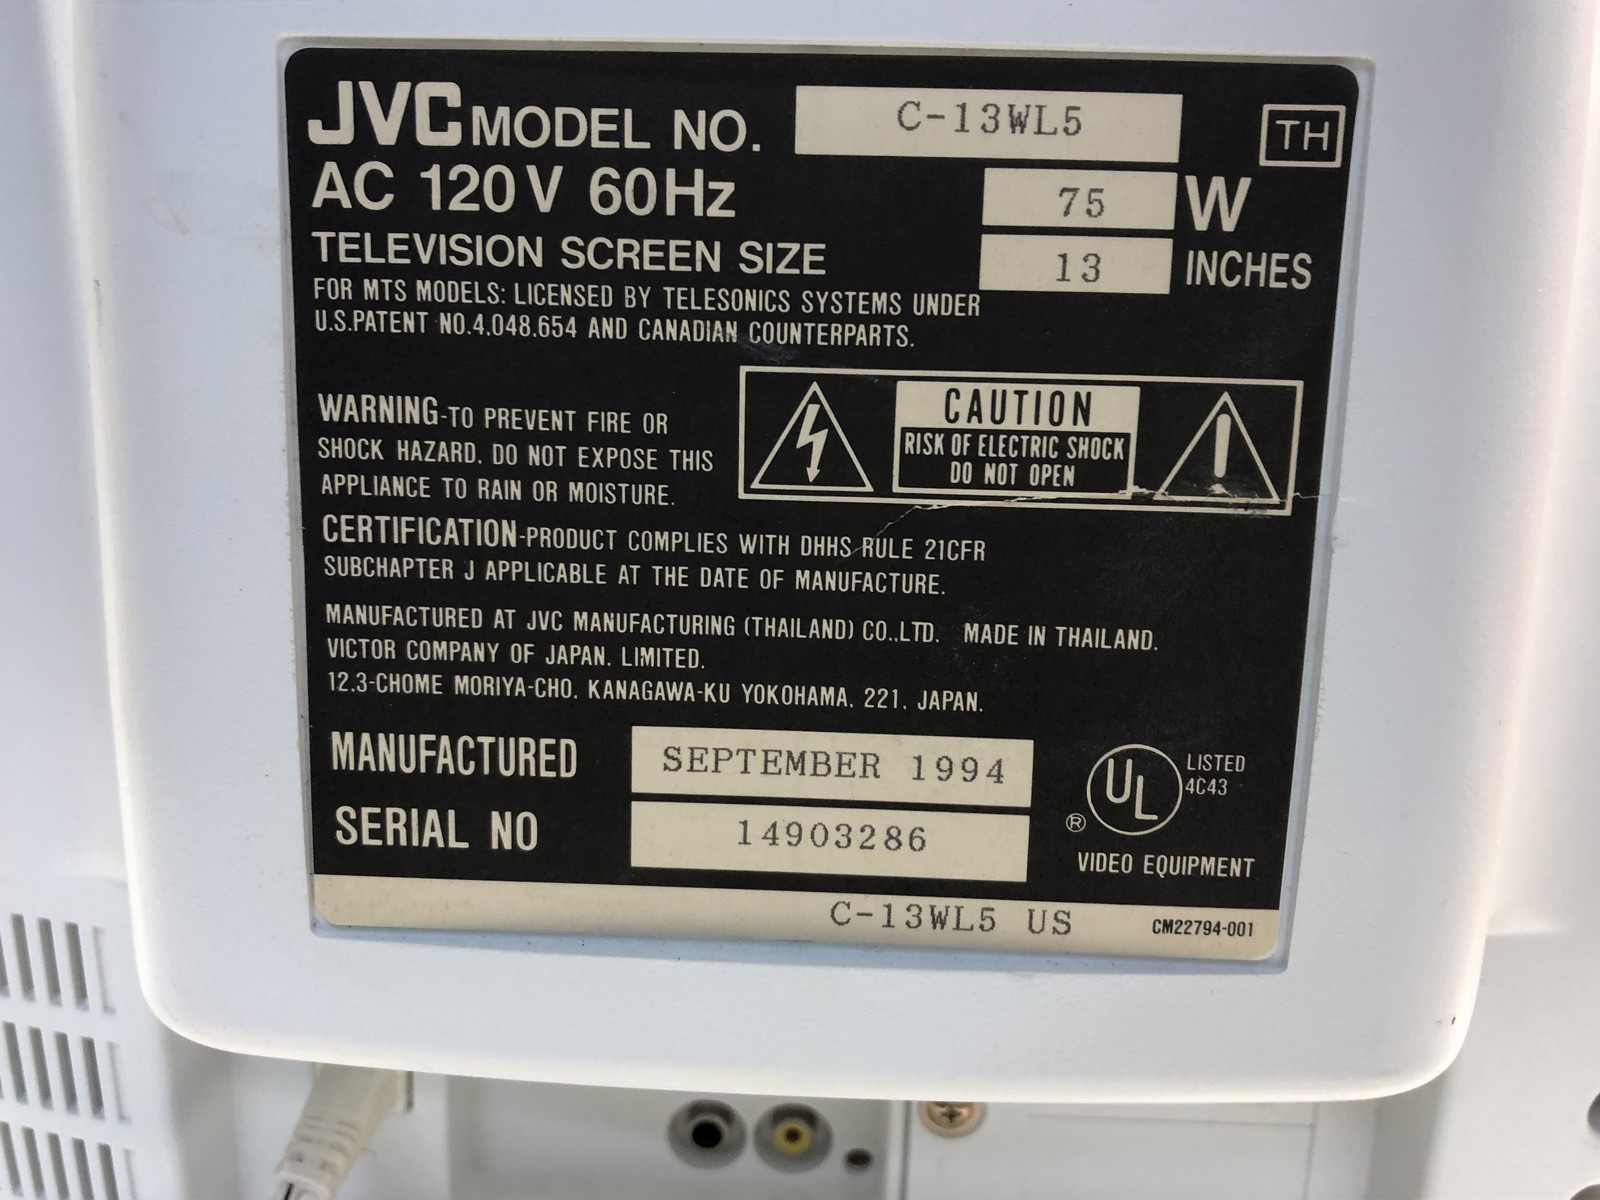 JVC MODEL NO. C-13WL5 TH
AC 120V 60Hz 75 W
TELEVISION SCREEN SIZE 13 INCHES
FOR MTS MODELS: LICENSED BY TELESONICS SYSTEMS UNDER
U.S.PATENT NO.4,048,654 AND CANADIAN COUNTERPARTS.
WARNING-TO PREVENT FIRE OR
SHOCK HAZARD, DO NOT EXPOSE THIS
APPLIANCE TO RAIN OR MOISTURE.
CAUTION
RISK OF ELECTRIC SHOCK
DO NOT OPEN
CERTIFICATION-PRODUCT COMPLIES WITH DHHS RULE 21CFR
SUBCHAPTER J APPLICABLE AT THE DATE OF MANUFACTURE.
MANUFACTURED AT JVC MANUFACTURING (THAILAND) CO.,LTD. MADE IN THAILAND.
VICTOR COMPANY OF JAPAN, LIMITED.
12,3-CHOME MORIYA-CHO, KANAGAWA-KU YOKOHAMA, 221, JAPAN.
MANUFACTURED SEPTEMBER 1994
SERIAL NO 14903286
UL ®
LISTED
4C43
VIDEO EQUIPMENT
C-13WL5 US CM22794-001